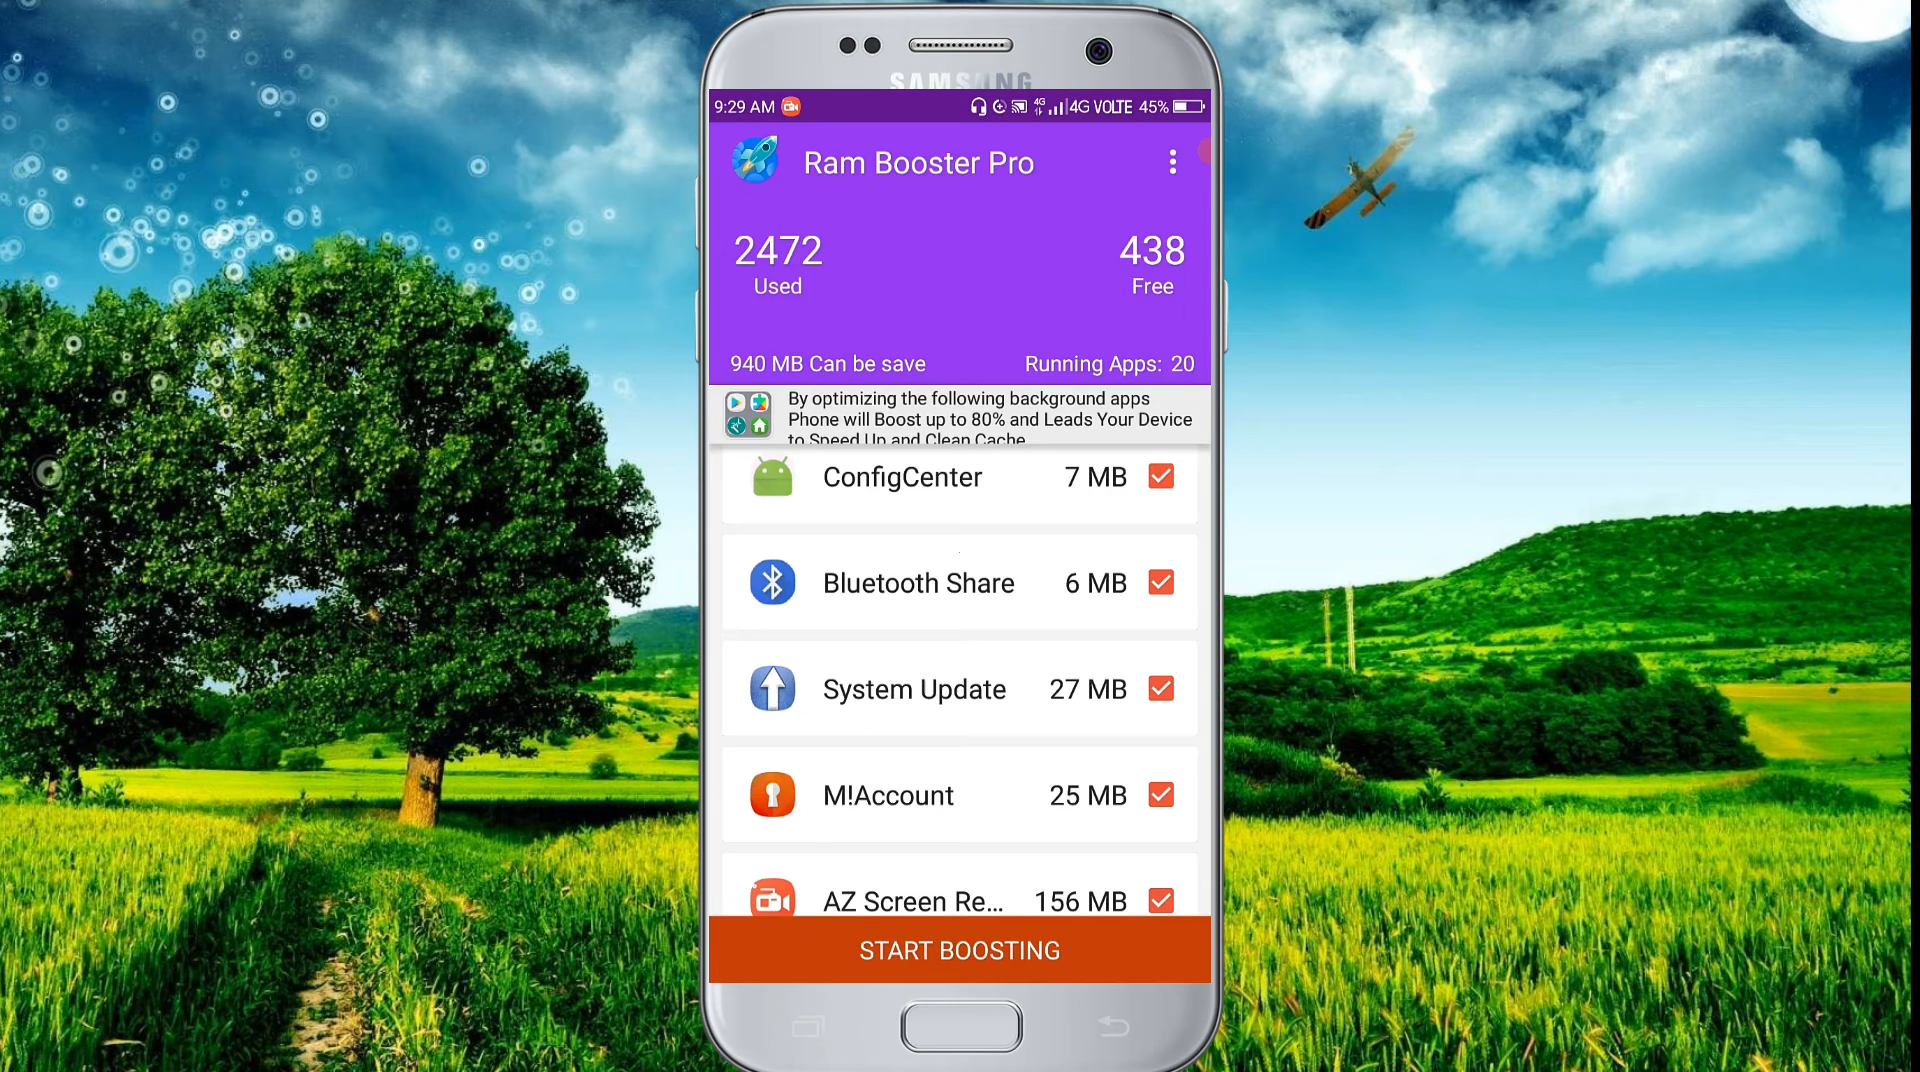 SAMSUNG
9:29 AM 4G 4G VOLTE 45%
Ram Booster Pro
2472 438
Used Free
940 MB Can be save Running Apps: 20
By optimizing the following background apps
Phone will Boost up to 80% and Leads Your Device
to Speed Up and Clean Cache
ConfigCenter 7 MB
Bluetooth Share 6 MB
System Update 27 MB
M!Account 25 MB
AZ Screen Re... 156 MB
START BOOSTING